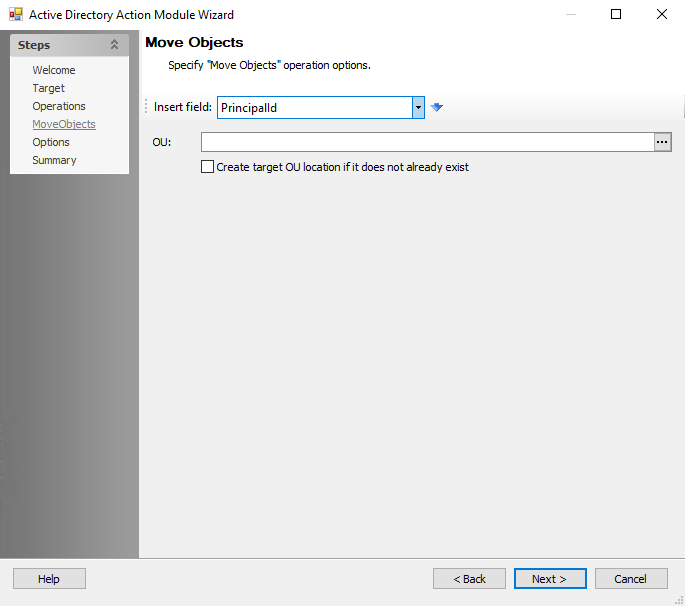 Active Directory Action Module Wizard
Steps
Welcome
Target
Operations
MoveObjects
Options
Summary
Move Objects
Specify "Move Objects" operation options.
Insert field: PrincipalId
OU:
...
Create target OU location if it does not already exist
Help
< Back
Next >
Cancel